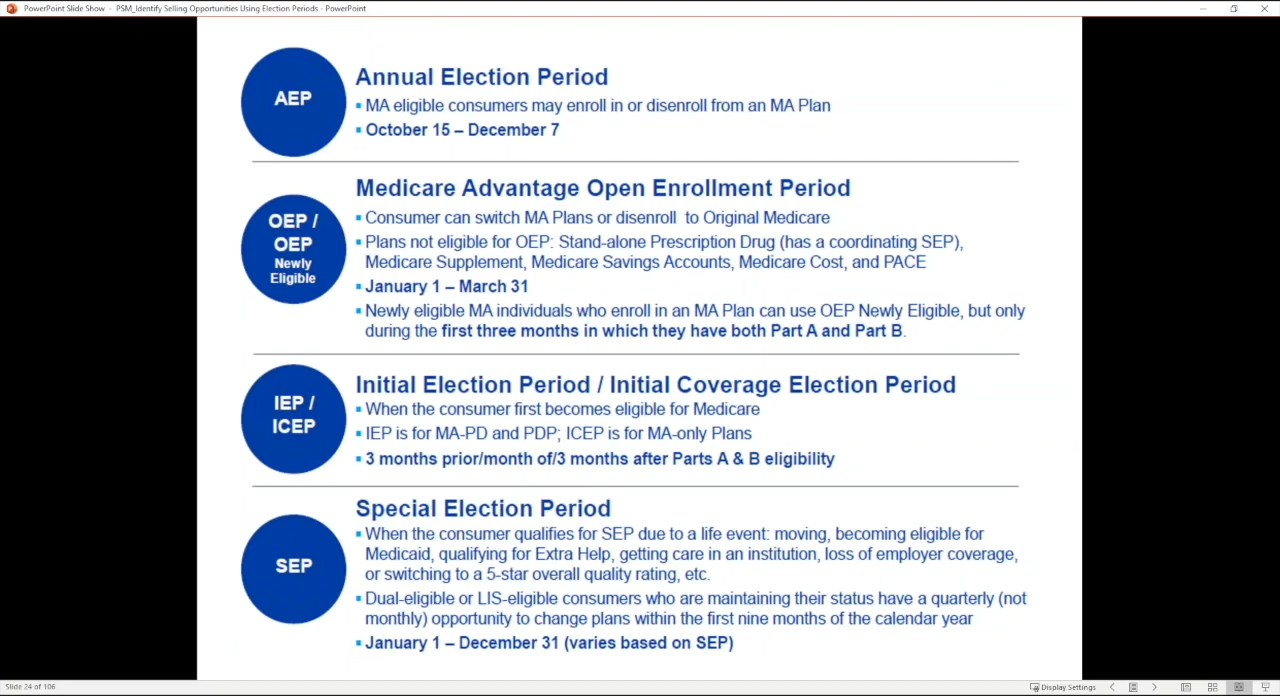 PowerPoint Slide Show - PSM_Identify Selling Opportunities Using Election Periods - PowerPoint
AEP
Annual Election Period
▪ MA eligible consumers may enroll in or disenroll from an MA Plan
▪ October 15 – December 7
OEP /
OEP
Newly
Eligible
Medicare Advantage Open Enrollment Period
▪ Consumer can switch MA Plans or disenroll to Original Medicare
▪ Plans not eligible for OEP: Stand-alone Prescription Drug (has a coordinating SEP),
Medicare Supplement, Medicare Savings Accounts, Medicare Cost, and PACE
▪ January 1 – March 31
▪ Newly eligible MA individuals who enroll in an MA Plan can use OEP Newly Eligible, but only
during the first three months in which they have both Part A and Part B.
IEP /
ICEP
Initial Election Period / Initial Coverage Election Period
▪ When the consumer first becomes eligible for Medicare
▪ IEP is for MA-PD and PDP; ICEP is for MA-only Plans
▪ 3 months prior/month of/3 months after Parts A & B eligibility
SEP
Special Election Period
▪ When the consumer qualifies for SEP due to a life event: moving, becoming eligible for
Medicaid, qualifying for Extra Help, getting care in an institution, loss of employer coverage,
or switching to a 5-star overall quality rating, etc.
▪ Dual-eligible or LIS-eligible consumers who are maintaining their status have a quarterly (not
monthly) opportunity to change plans within the first nine months of the calendar year
▪ January 1 – December 31 (varies based on SEP)
Slide 24 of 106
Display Settings